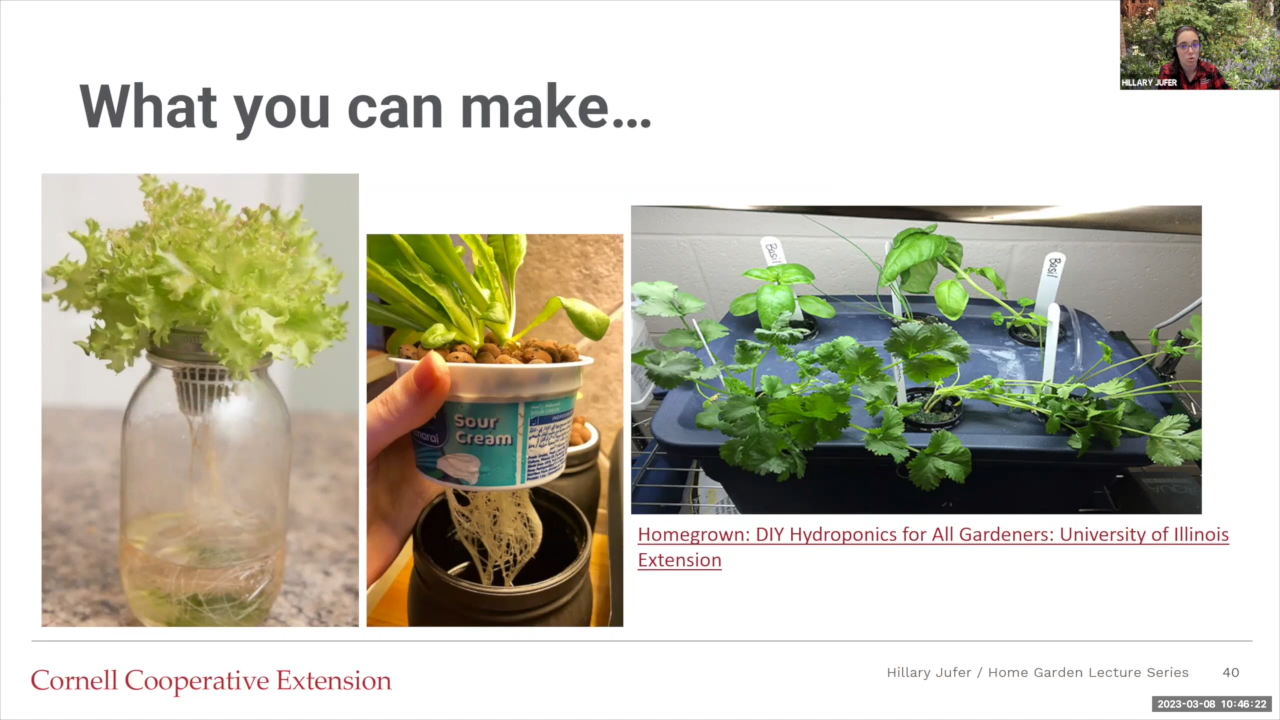 HILLARY JUFER
What you can make...
Sour
Cream
Basil
Basil
Homegrown: DIY Hydroponics for All Gardeners: University of Illinois
Extension
Cornell Cooperative Extension
Hillary Jufer / Home Garden Lecture Series 40
2023-03-08 10:46:22